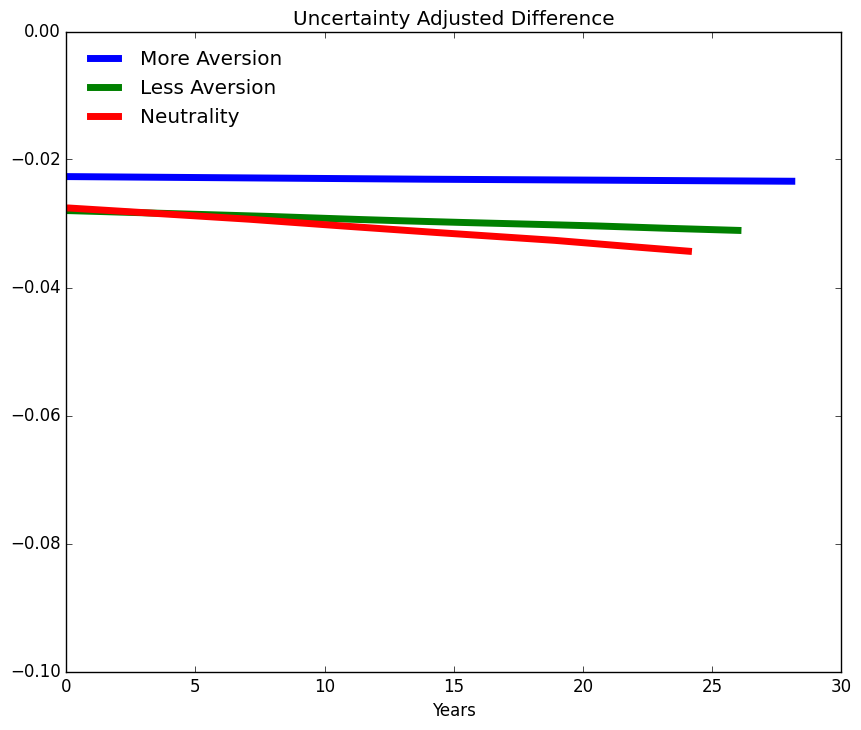 Uncertainty Adjusted Difference
0.00
More Aversion
Less Aversion
Neutrality
−0.02
−0.04
−0.06
−0.08
−0.10
0 5 10 15 20 25 30
Years